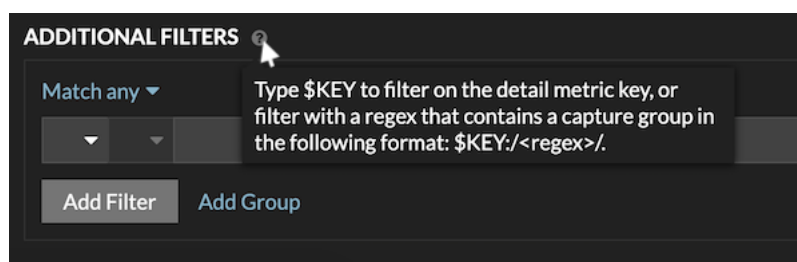 ADDITIONAL FILTERS ?
Match any
Type $KEY to filter on the detail metric key, or
filter with a regex that contains a capture group in
the following format: $KEY:/<regex>/.
Add Filter
Add Group